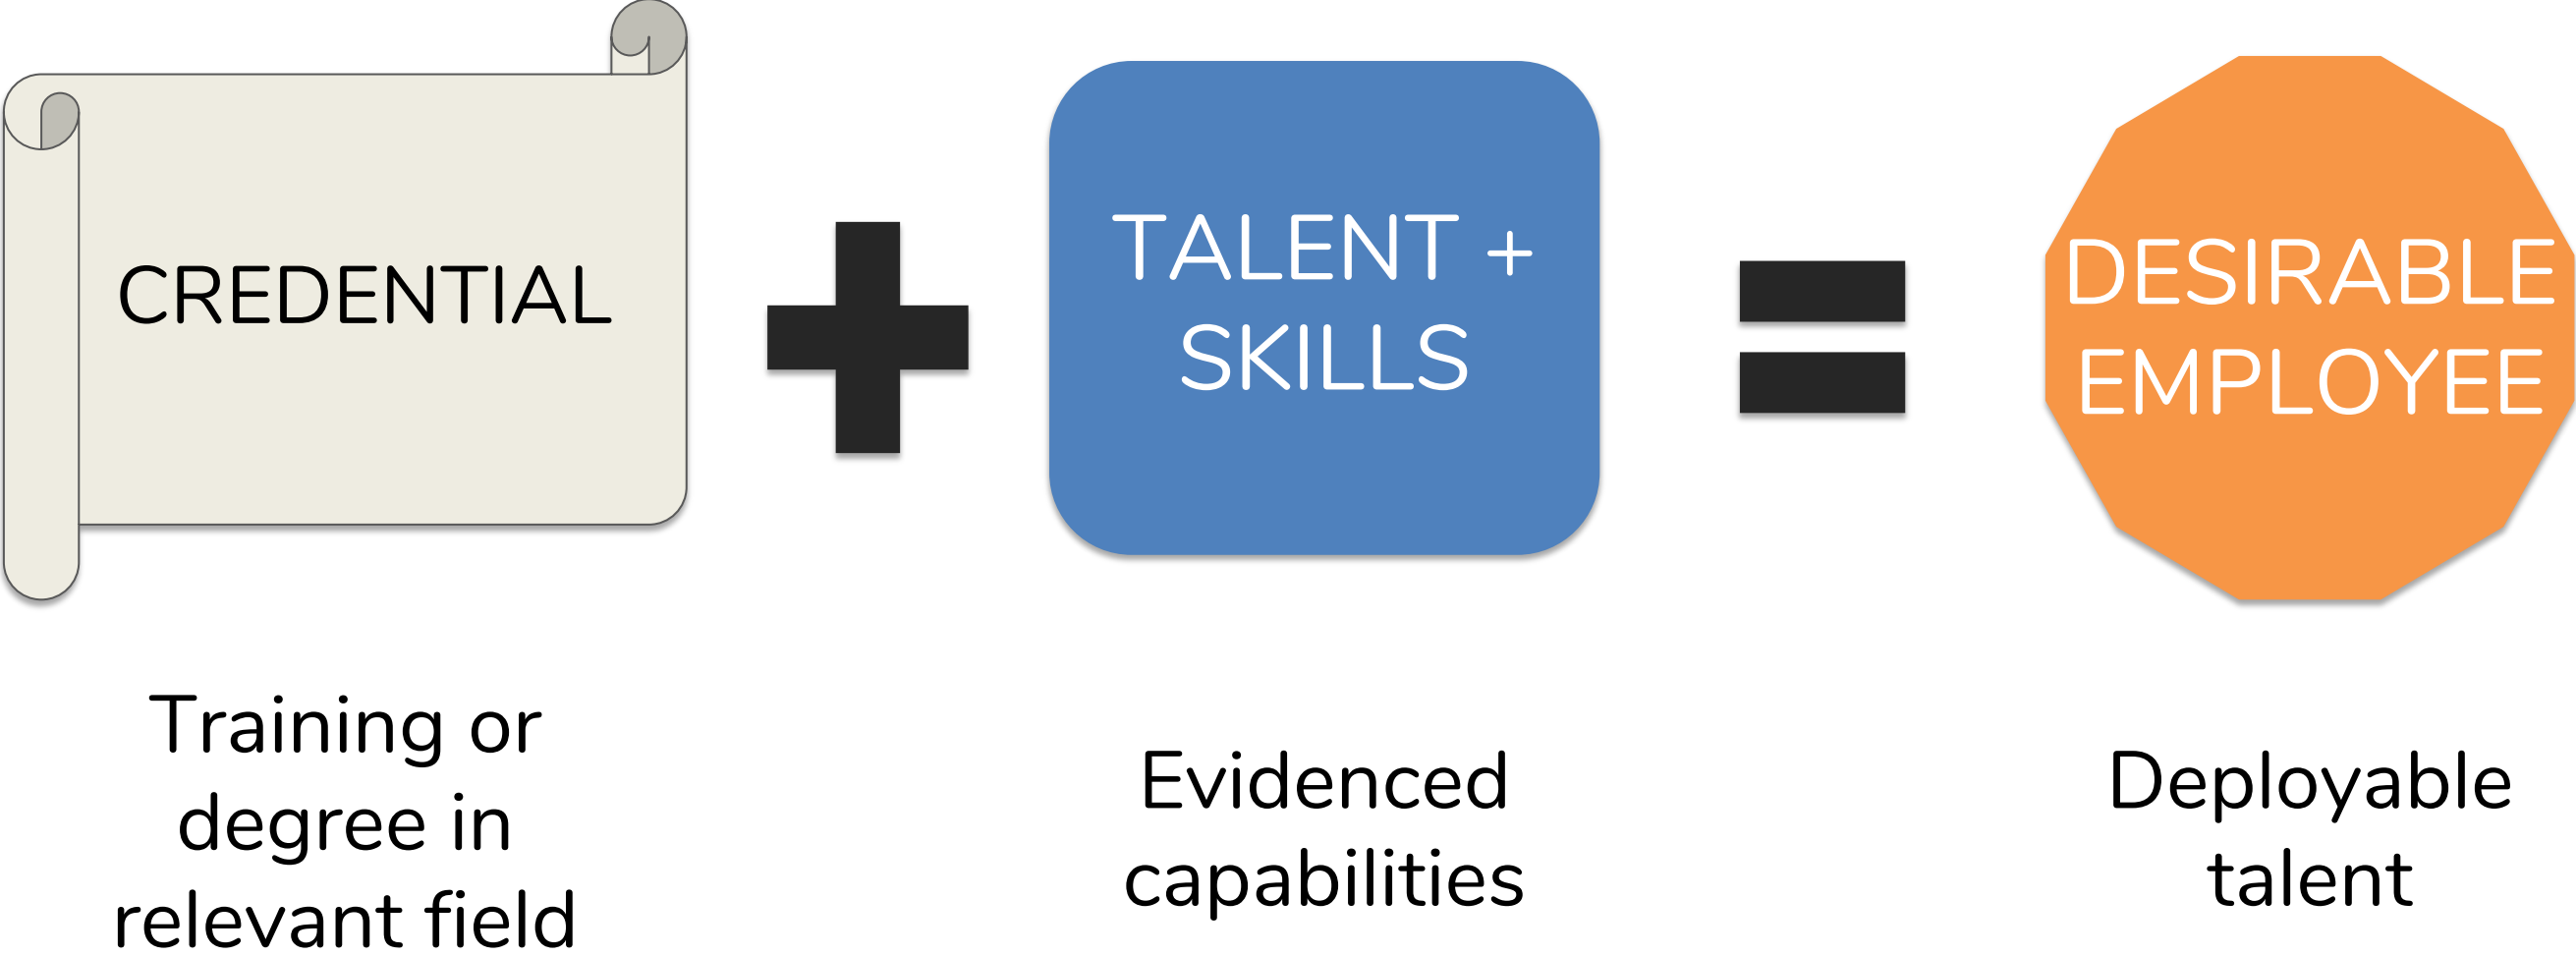 CREDENTIAL
TALENT +
SKILLS
DESIRABLE
EMPLOYEE
Training or
degree in
relevant field
Evidenced
capabilities
Deployable
talent